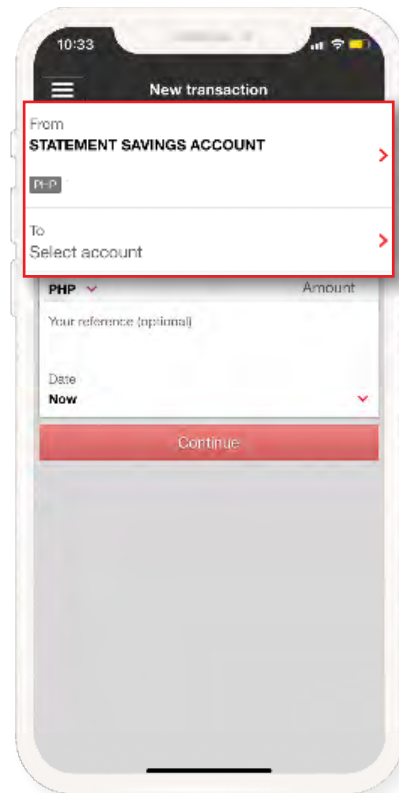 10:33
New transaction
From
STATEMENT SAVINGS ACCOUNT
PHP
To
Select account
PHP Amount
Your reference (optional)
Date
Now
Continue